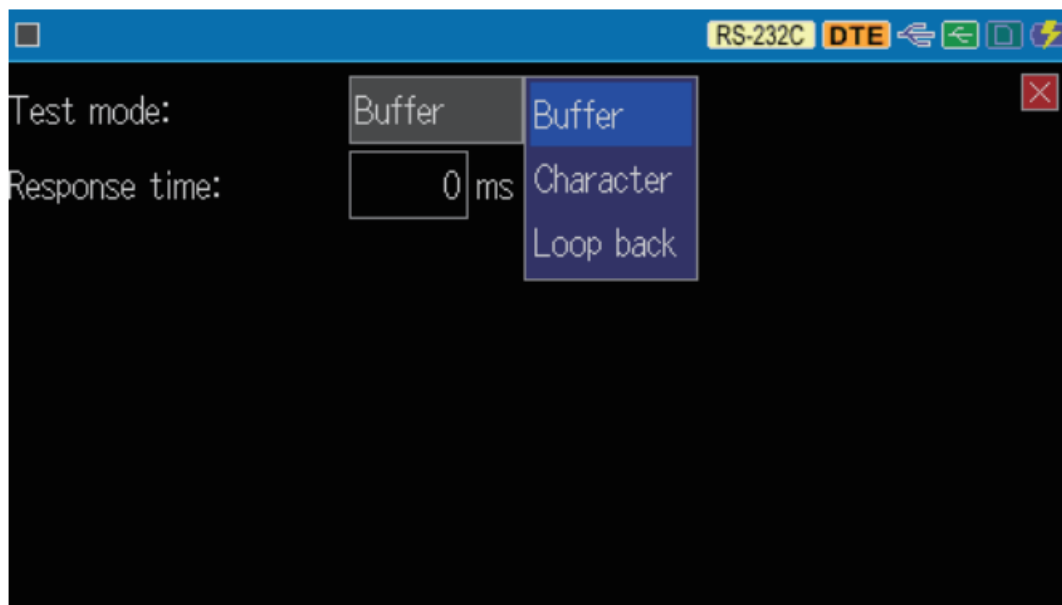 RS-232C DTE
Test mode: Buffer
Response time: 0 ms
Buffer
Character
Loop back